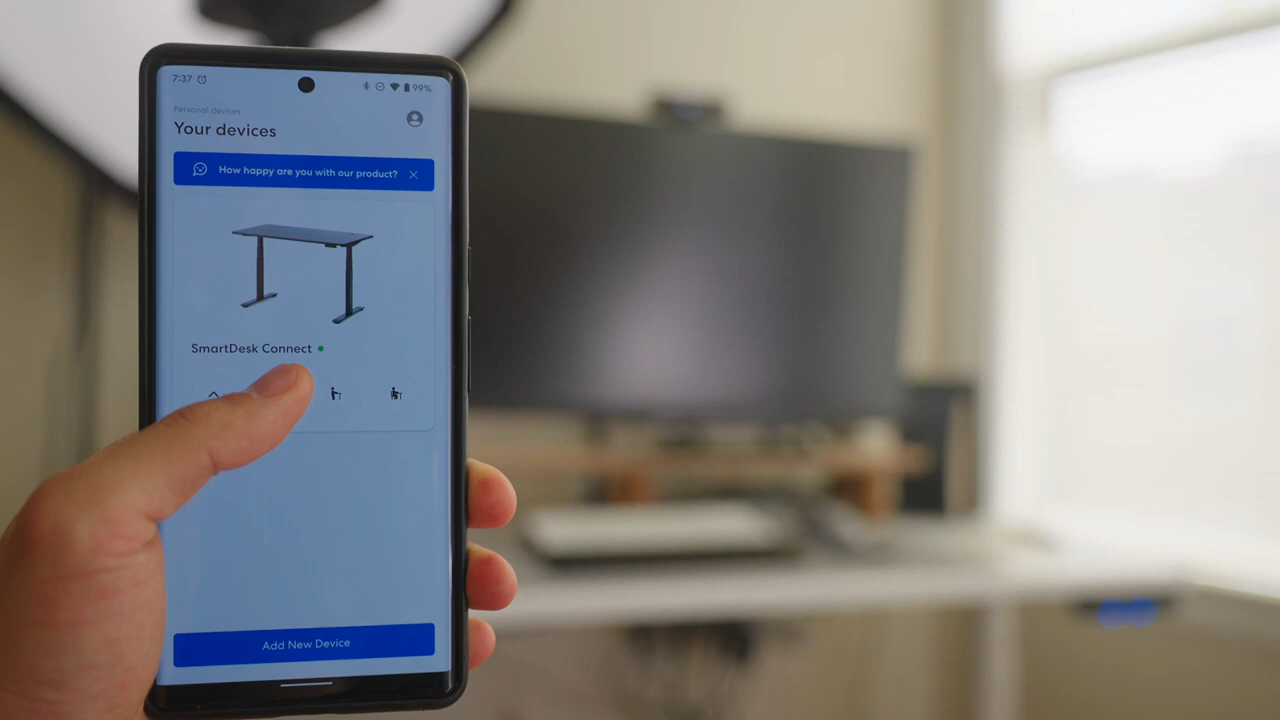 7:37
99%
Personal devices
Your devices
How happy are you with our product?
SmartDesk Connect
Add New Device